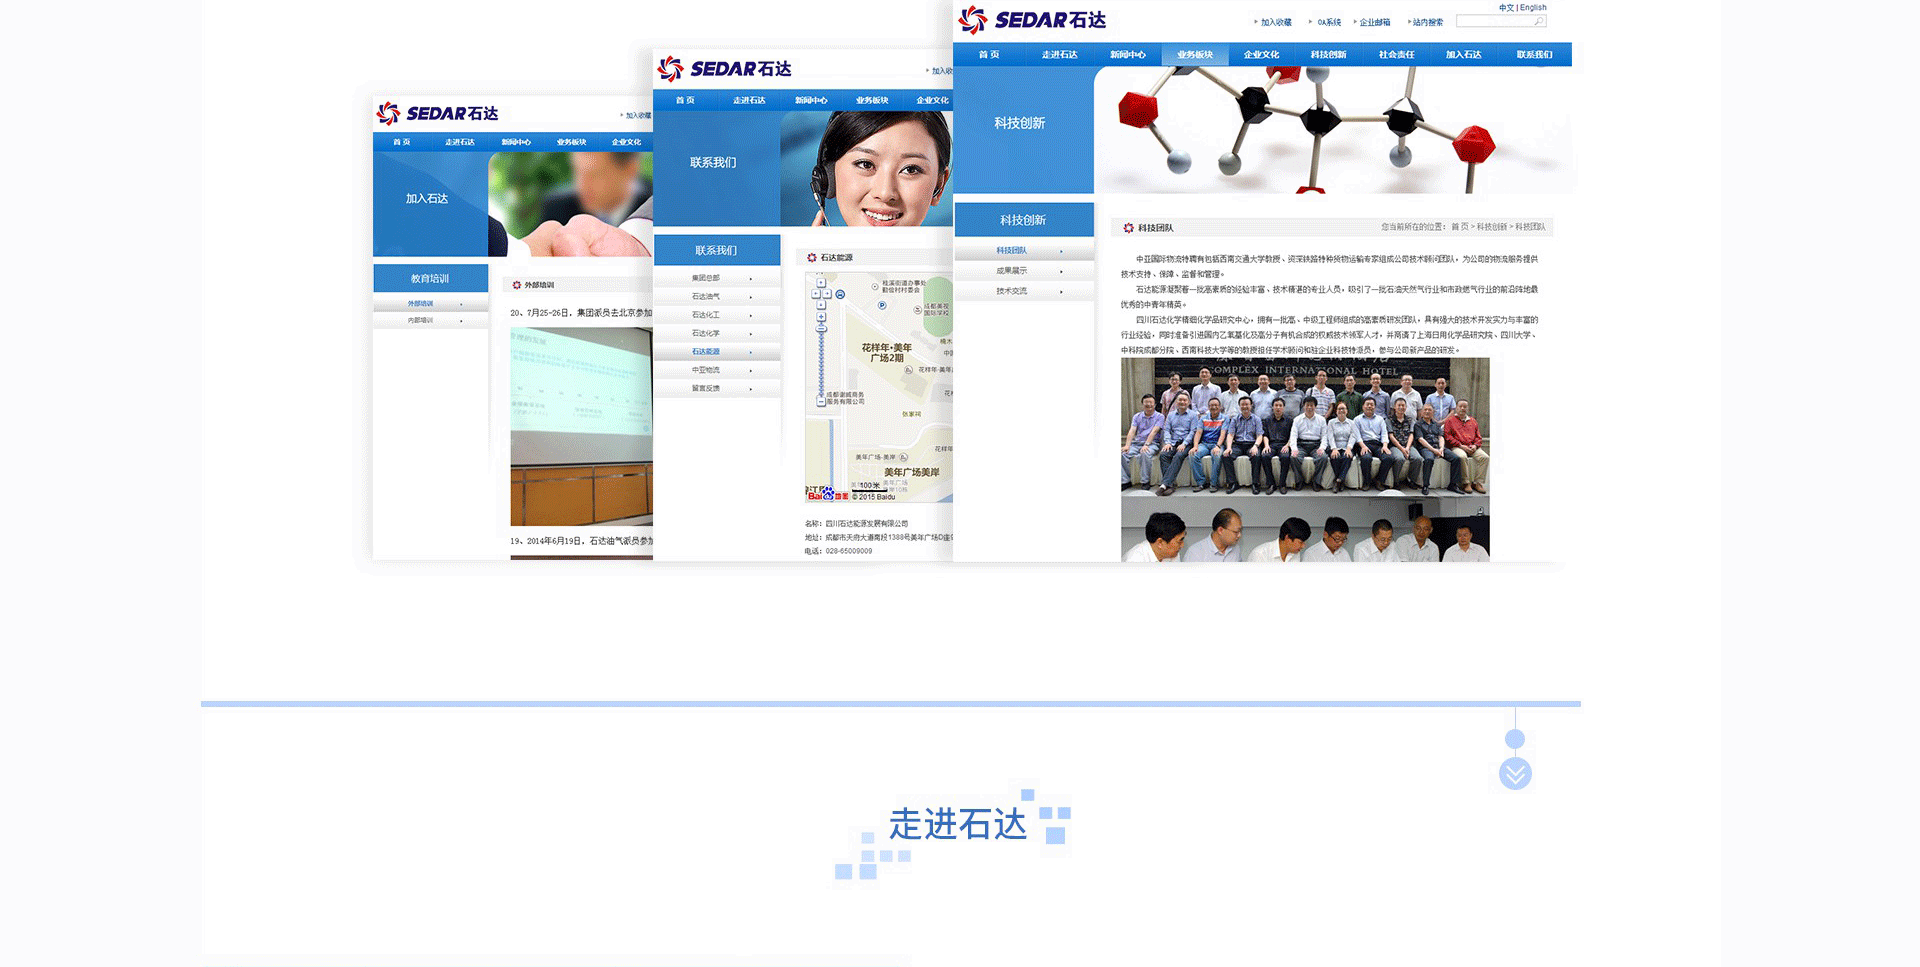 SEDAR石达
加入收藏
首 页
走进石达
新闻中心
业务板块
企业文化
加入石达
教育培训
外部培训
内部培训
外部培训
20、7月25-26日，集团派员去北京参加
19、2014年6月19日，石达油气派员参加
SEDAR石达
加入收
首 页
走进石达
新闻中心
业务板块
企业文化
联系我们
联系我们
集团总部
石达油气
石达化工
石达化学
石达能源
中亚物流
留言反馈
石达能源
桂溪街道办事处
花样年·美年
广场2期
美年广场-美岸
美年广场美岸
100 米
© 2015 Baidu
名称：四川石达能源发展有限公司
地址：成都市天府大道南段1388号美年广场D座
电话：028-65009009
中文 | English
SEDAR石达
加入收藏
OA系统
企业邮箱
站内搜索
首 页
走进石达
新闻中心
业务板块
企业文化
科技创新
社会责任
加入石达
联系我们
科技创新
科技创新
科技团队
成果展示
技术交流
科技团队
您当前所在的位置： 首 页 > 科技创新 > 科技团队
中亚国际物流特聘有包括西南交通大学教授、资深铁路特种货物运输专家组成公司技术顾问团队，为公司的物流服务提供
技术支持、保障、监督和管理。
石达能源凝聚着一批高素质的经验丰富、技术精湛的专业人员，吸引了一批石油天然气行业和市政燃气行业的前沿阵地最
优秀的中青年精英。
四川石达化学精细化学品研究中心，拥有一批高、中级工程师组成的高素质研发团队，具有强大的技术开发实力与丰富的
行业经验，同时准备引进国内乙氧基化及高分子有机合成的权威技术领军人才，并商请了上海日用化学品研究院、四川大学、
中科院成都分院、西南科技大学等的教授担任学术顾问和驻企业科技特派员，参与公司新产品的研发。
COMPLEX INTERNATIONAL HOTEL
走进石达